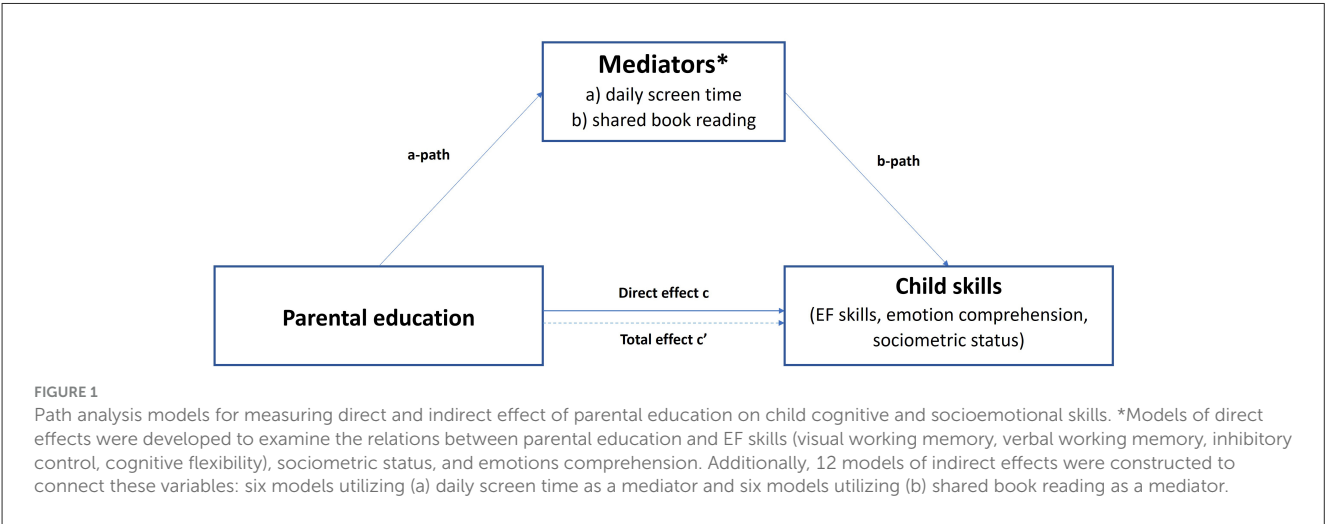 Mediators*
a) daily screen time
b) shared book reading
a-path
b-path
Parental education
Direct effect c
Total effect c’
Child skills
(EF skills, emotion comprehension,
sociometric status)
FIGURE 1
Path analysis models for measuring direct and indirect effect of parental education on child cognitive and socioemotional skills. *Models of direct
effects were developed to examine the relations between parental education and EF skills (visual working memory, verbal working memory, inhibitory
control, cognitive flexibility), sociometric status, and emotions comprehension. Additionally, 12 models of indirect effects were constructed to
connect these variables: six models utilizing (a) daily screen time as a mediator and six models utilizing (b) shared book reading as a mediator.